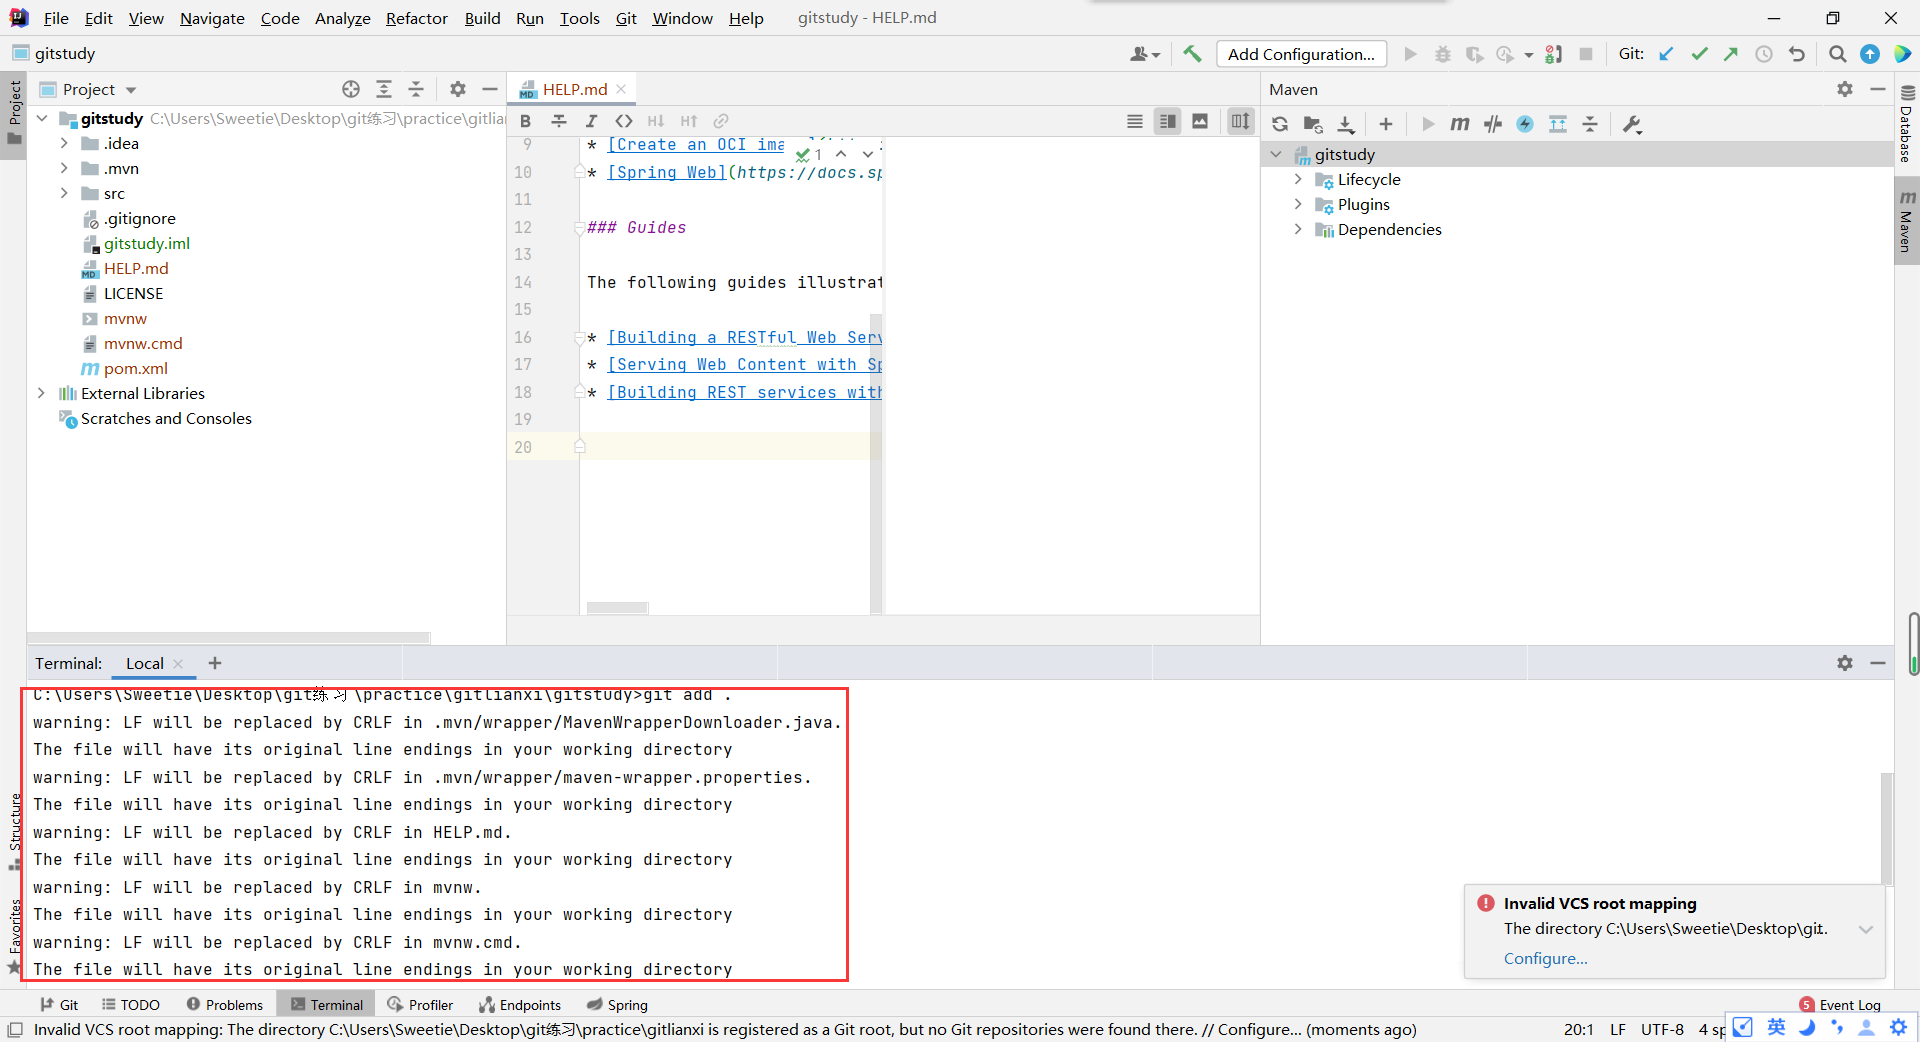 File Edit View Navigate Code Analyze Refactor Build Run Tools Git Window Help gitstudy - HELP.md
gitstudy Add Configuration... Git:
Project
Project
gitstudy C:\Users\Sweetie\Desktop\git练习\practice\gitlian
.idea
.mvn
src
.gitignore
gitstudy.iml
HELP.md
LICENSE
mvnw
mvnw.cmd
pom.xml
External Libraries
Scratches and Consoles
HELP.md
9 * [Create an OCI ima 1
10 * [Spring Web](https://docs.sp
11
12 ### Guides
13
14 The following guides illustrat
15
16 * [Building a RESTful Web Serv
17 * [Serving Web Content with Sp
18 * [Building REST services with
19
20
Maven
gitstudy
Lifecycle
Plugins
Dependencies
Database
Maven
Structure
Favorites
Terminal: Local
C:\Users\Sweetie\Desktop\git练习\practice\gitlianxi\gitstudy>git add .
warning: LF will be replaced by CRLF in .mvn/wrapper/MavenWrapperDownloader.java.
The file will have its original line endings in your working directory
warning: LF will be replaced by CRLF in .mvn/wrapper/maven-wrapper.properties.
The file will have its original line endings in your working directory
warning: LF will be replaced by CRLF in HELP.md.
The file will have its original line endings in your working directory
warning: LF will be replaced by CRLF in mvnw.
The file will have its original line endings in your working directory
warning: LF will be replaced by CRLF in mvnw.cmd.
The file will have its original line endings in your working directory
Invalid VCS root mapping
The directory C:\Users\Sweetie\Desktop\git.
Configure...
Git TODO Problems Terminal Profiler Endpoints Spring 5 Event Log
Invalid VCS root mapping: The directory C:\Users\Sweetie\Desktop\git练习\practice\gitlianxi is registered as a Git root, but no Git repositories were found there. // Configure... (moments ago) 20:1 LF UTF-8 4 sp 英